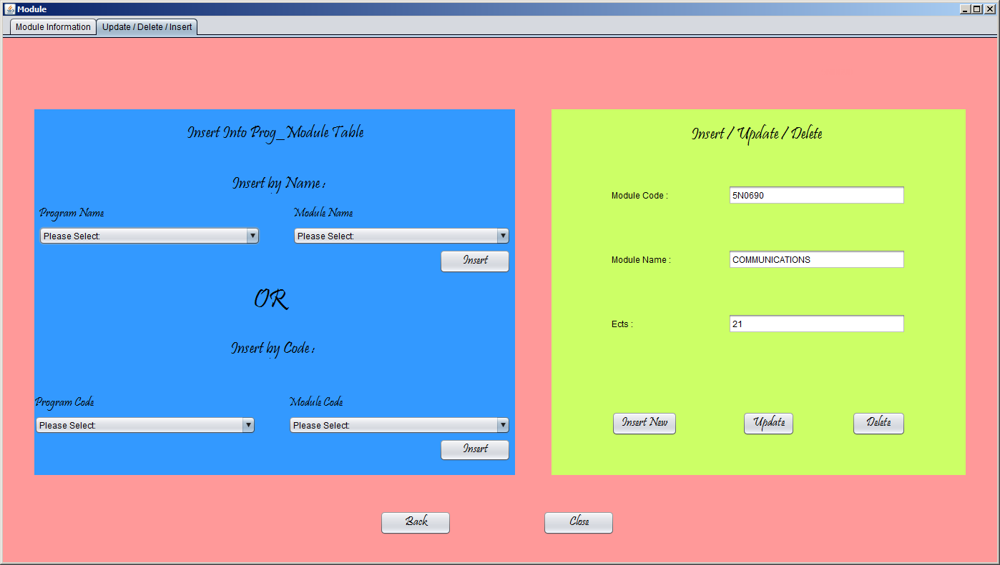 Module
Module Information
Update / Delete / Insert
Insert Into Prog_Module Table
Insert by Name :
Program Name
Module Name
Please Select:
Please Select:
Insert
OR
Insert by Code :
Program Code
Module Code
Please Select:
Please Select:
Insert
Insert / Update / Delete
Module Code :
5N0690
Module Name :
COMMUNICATIONS
Ects :
21
Insert New
Update
Delete
Back
Close